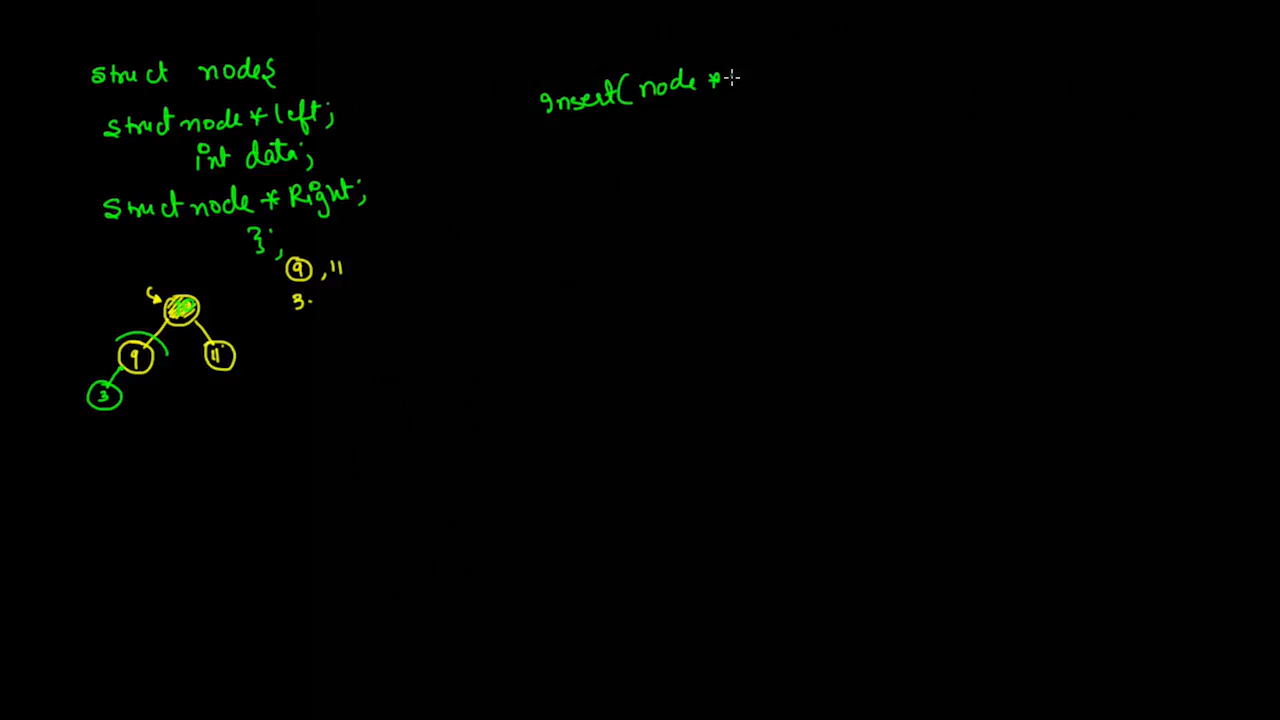 struct node{
struct node * left;
int data;
struct node * Right;
};
9 , 11
3.
9
11
3
Insert( node *